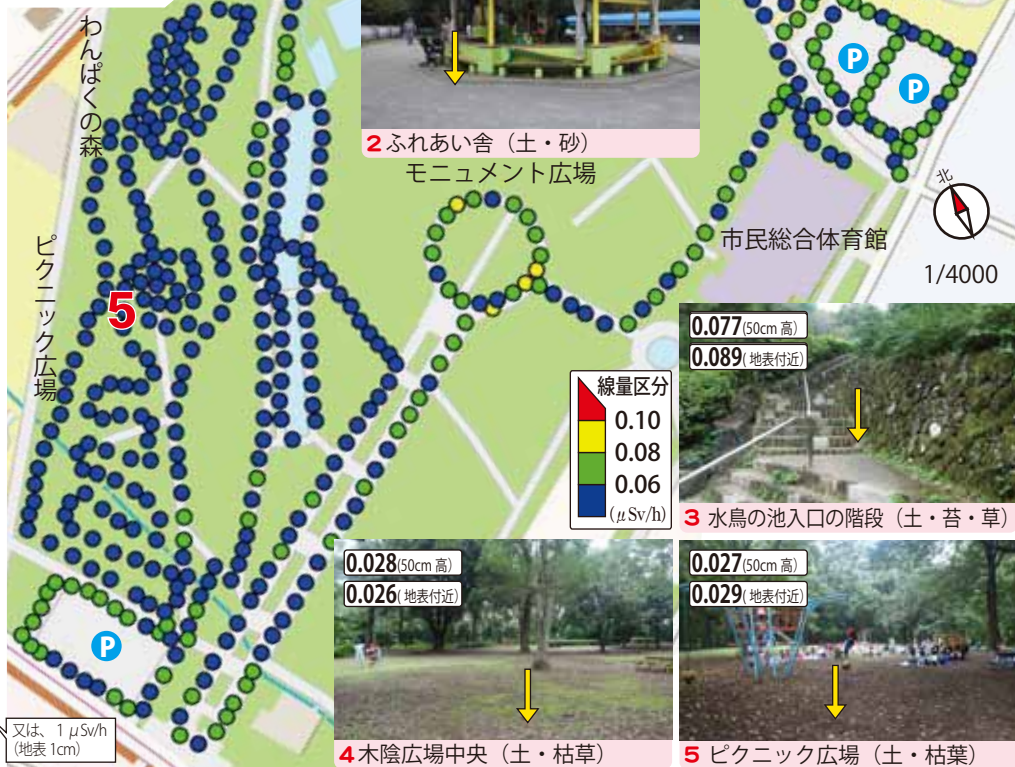 わんぱくの森
2 ふれあい舎（土・砂）
モニュメント広場
P
P
北
1/4000
市民総合体育館
ピクニック広場
5
線量区分
0.10
0.08
0.06
(μSv/h)
0.077(50cm 高)
0.089(地表付近)
3 水鳥の池入口の階段（土・苔・草）
0.028(50cm 高)
0.026(地表付近)
4 木陰広場中央（土・枯草）
0.027(50cm 高)
0.029(地表付近)
5 ピクニック広場（土・枯葉）
P
又は、1 μSv/h
(地表 1cm)